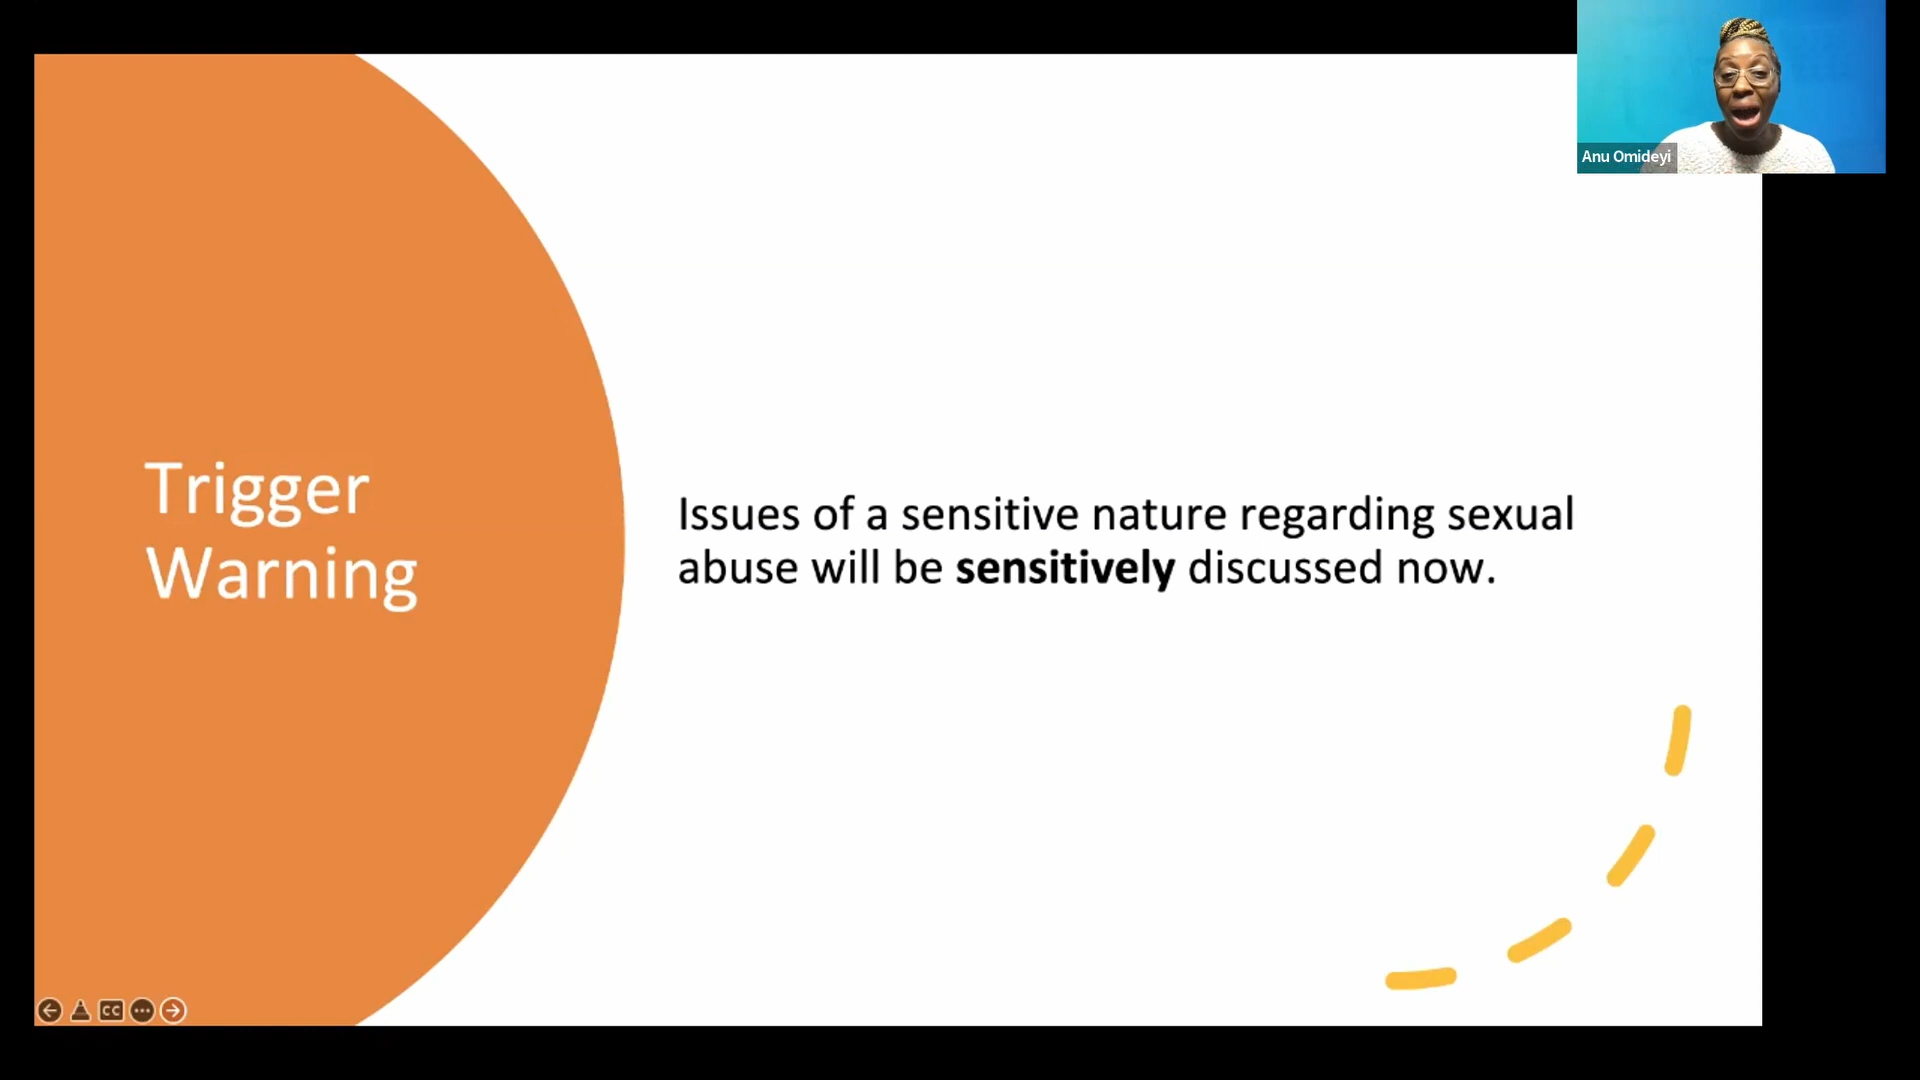 Anu Omideyi
Trigger
Warning
Issues of a sensitive nature regarding sexual
abuse will be sensitively discussed now.
CC